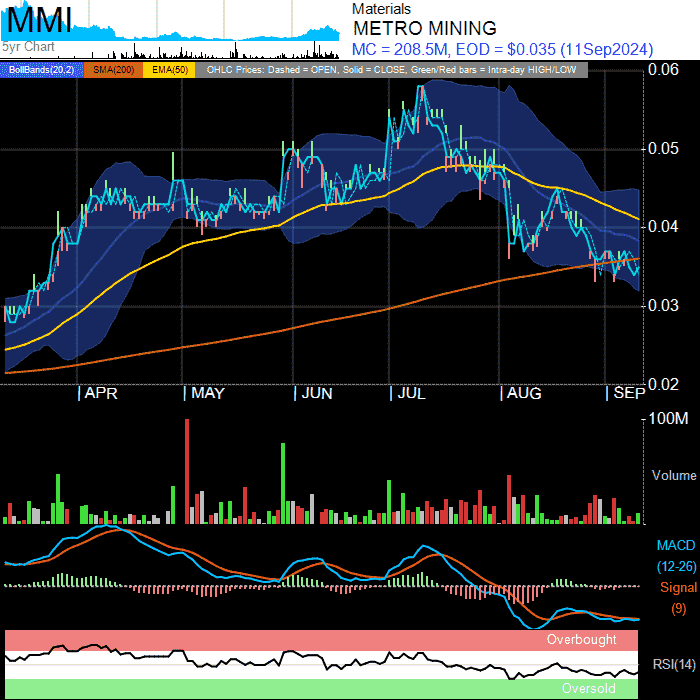 MMI
5yr Chart
Materials
METRO MINING
MC = 208.5M, EOD = $0.035 (11Sep2024)
BollBands(20,2) SMA(200) EMA(50) OHLC Prices: Dashed = OPEN, Solid = CLOSE, Green/Red bars = Intra-day HIGH/LOW
0.06
0.05
0.04
0.03
0.02
APR MAY JUN JUL AUG SEP
100M
Volume
MACD
(12-26)
Signal
(9)
Overbought
RSI(14)
Oversold